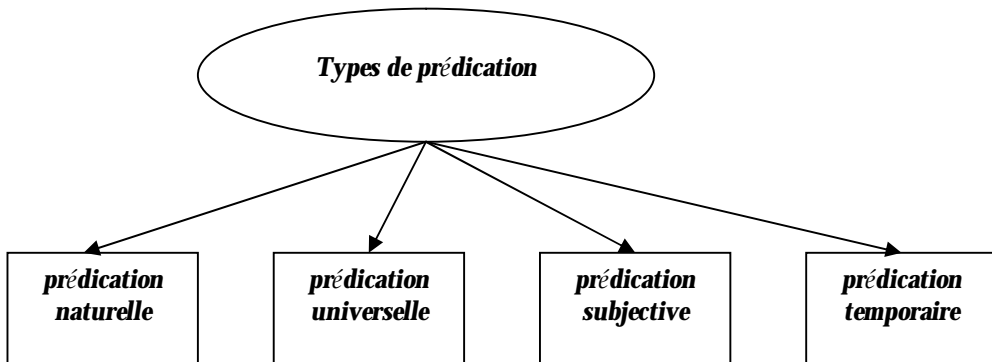 Types de prédication
prédication
naturelle
prédication
universelle
prédication
subjective
prédication
temporaire